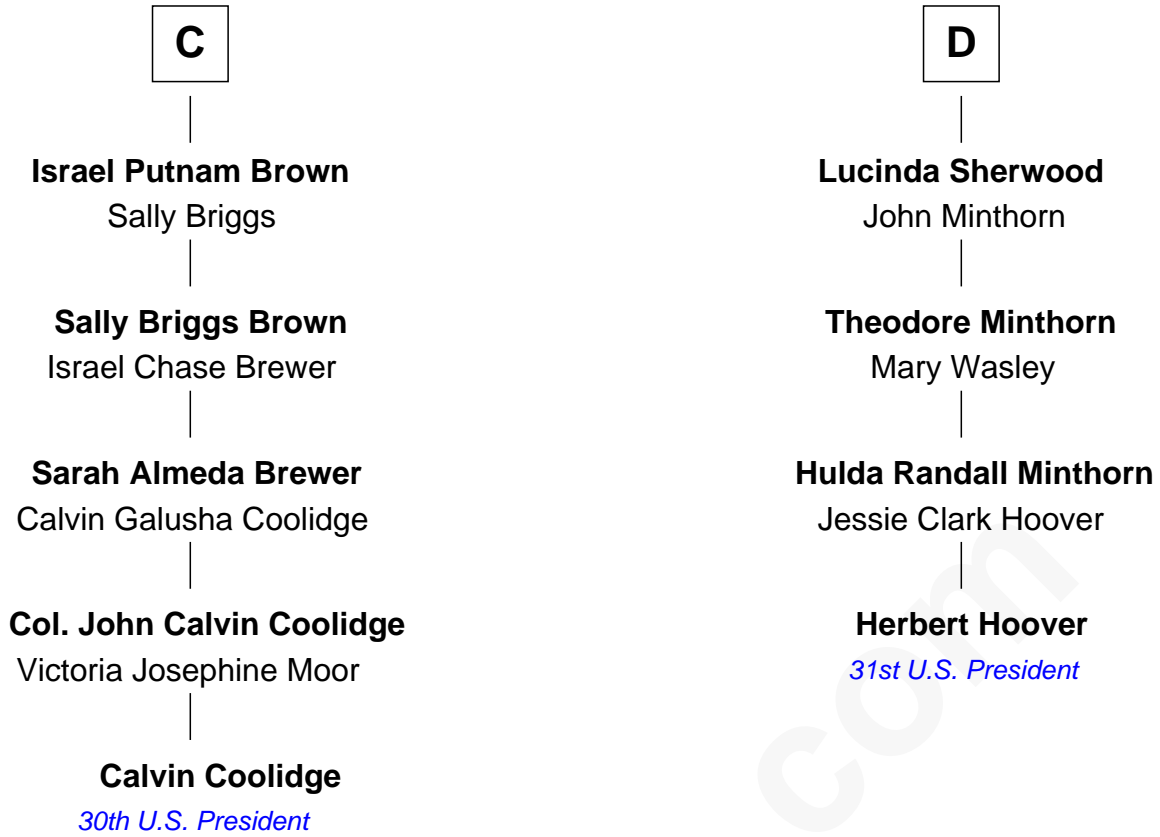 C
Israel Putnam Brown
Sally Briggs
Sally Briggs Brown
Israel Chase Brewer
Sarah Almeda Brewer
Calvin Galusha Coolidge
Col. John Calvin Coolidge
Victoria Josephine Moor
Calvin Coolidge
30th U.S. President
D
Lucinda Sherwood
John Minthorn
Theodore Minthorn
Mary Wasley
Hulda Randall Minthorn
Jessie Clark Hoover
Herbert Hoover
31st U.S. President
com